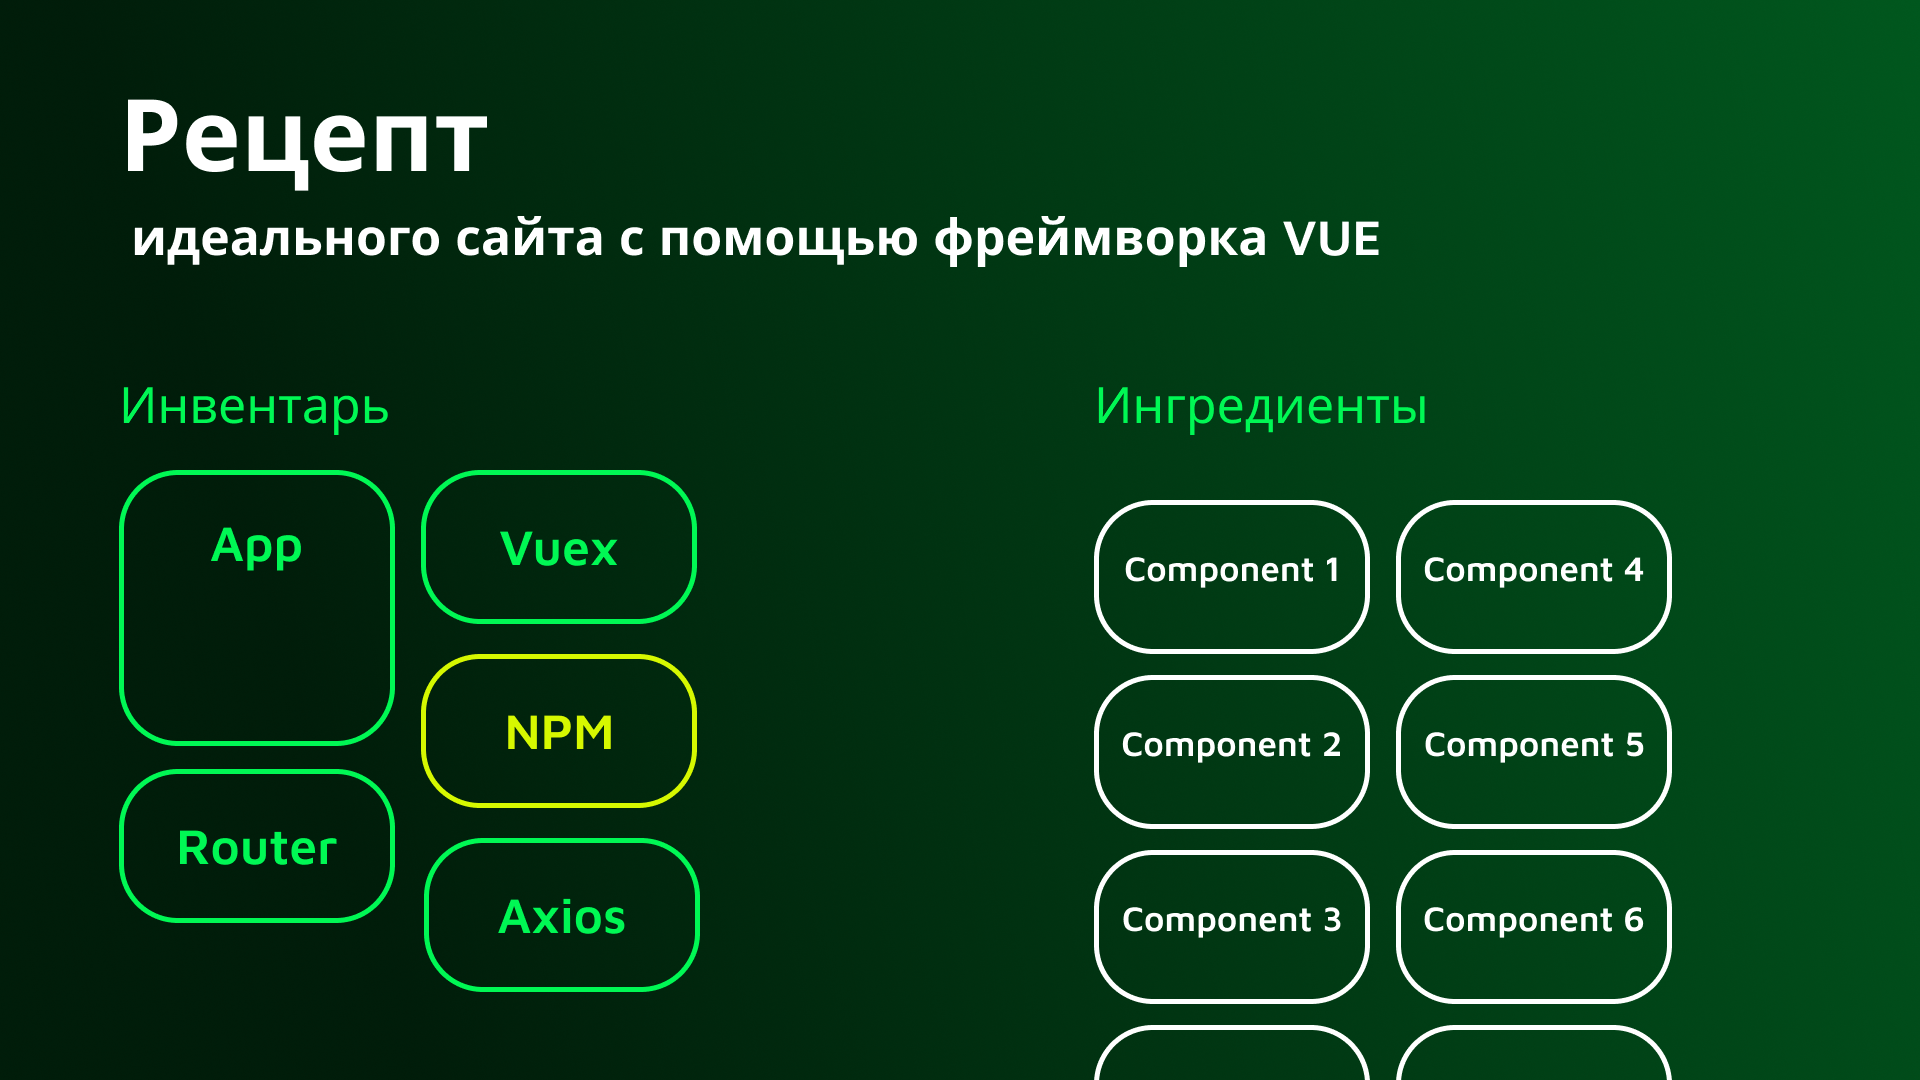 Рецепт
идеального сайта с помощью фреймворка VUE
Инвентарь
App
Vuex
NPM
Router
Axios
Ингредиенты
Component 1
Component 4
Component 2
Component 5
Component 3
Component 6